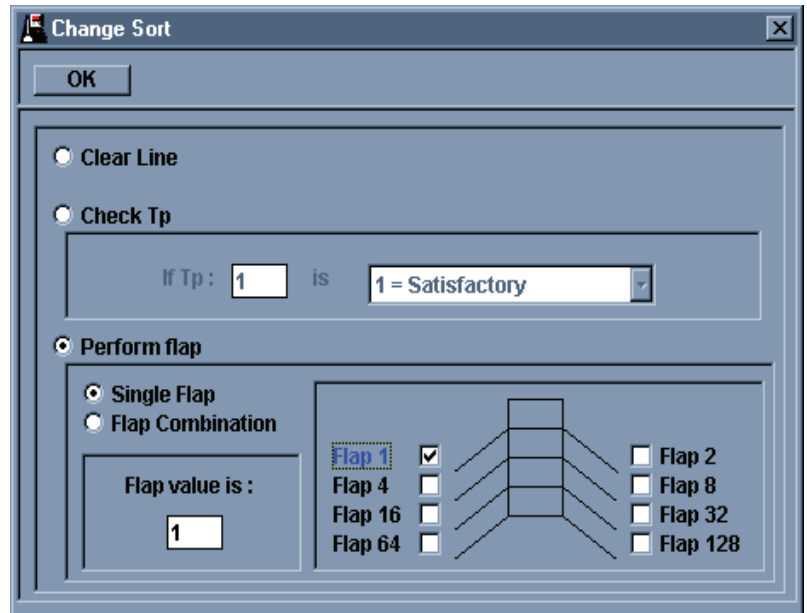 Change Sort
OK
Clear Line
Check Tp
If Tp : 1 is 1 = Satisfactory
Perform flap
Single Flap
Flap Combination
Flap value is :
1
Flap 1 Flap 2
Flap 4 Flap 8
Flap 16 Flap 32
Flap 64 Flap 128